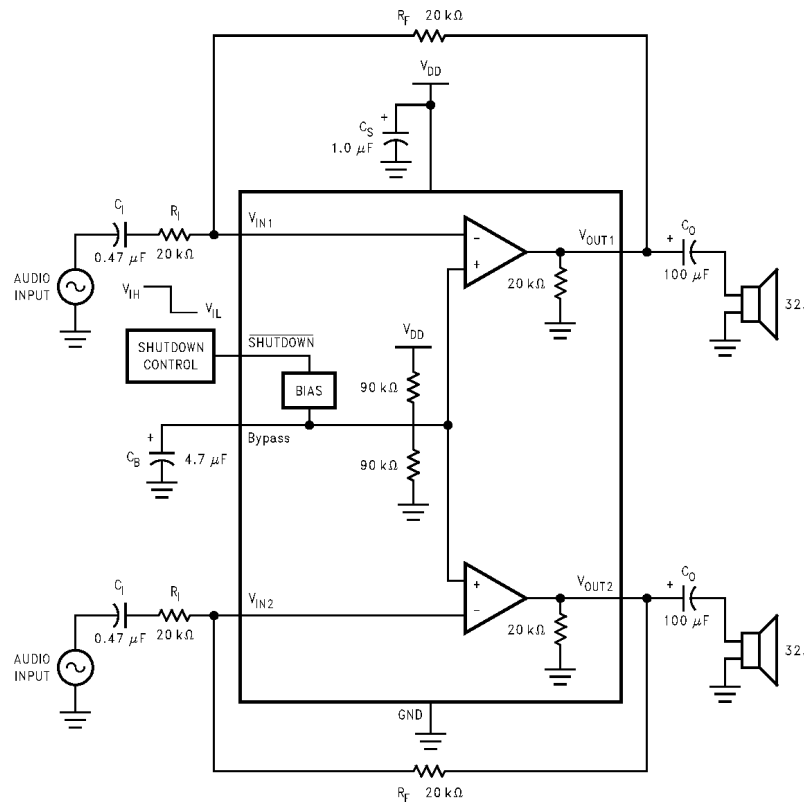 R_F 20 kΩ
V_DD
+
C_S
1.0 μF
C_I
R_I
V_IN1
-
V_OUT1
+
C_O
0.47 μF
20 kΩ
+
20 kΩ
100 μF
AUDIO
INPUT
V_IH
V_IL
32.
SHUTDOWN
CONTROL
SHUTDOWN
V_DD
BIAS
90 kΩ
+
Bypass
C_B
4.7 μF
90 kΩ
C_I
R_I
V_IN2
+
-
V_OUT2
+
C_O
0.47 μF
20 kΩ
20 kΩ
100 μF
AUDIO
INPUT
32.
GND
R_F 20 kΩ